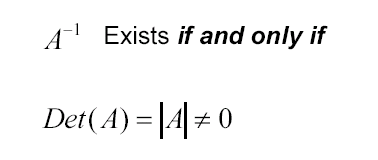 A⁻¹ Exists if and only if
Det(A) = |A| ≠ 0